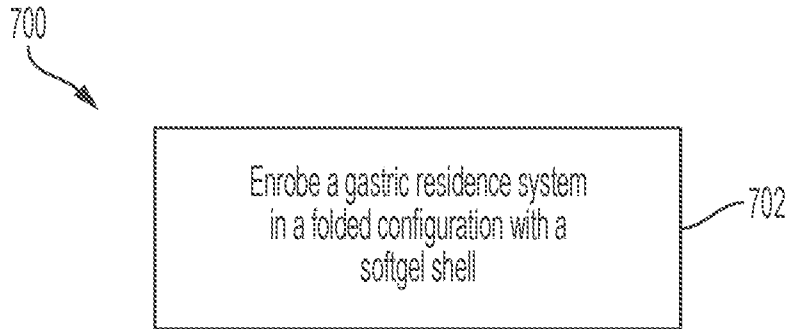 700
Enrobe a gastric residence system
in a folded configuration with a
softgel shell
702